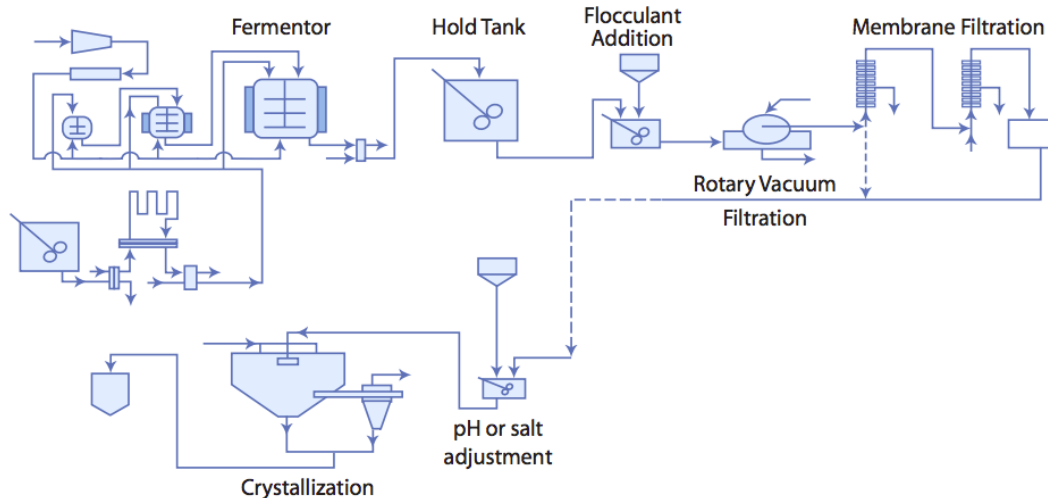 Fermentor
Hold Tank
Flocculant
Addition
Membrane Filtration
Rotary Vacuum
Filtration
pH or salt
adjustment
Crystallization